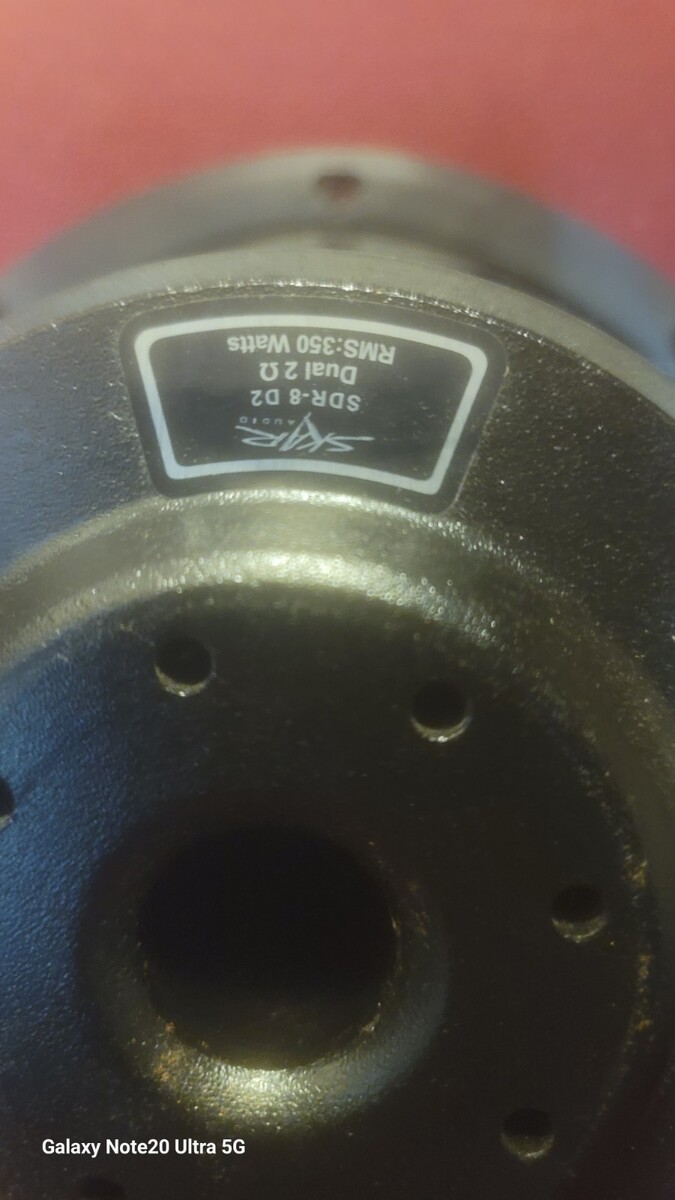 SKAR
AUDIO
SDR-8 D2
Dual 2 Ω
RMS:350 Watts
Galaxy Note20 Ultra 5G